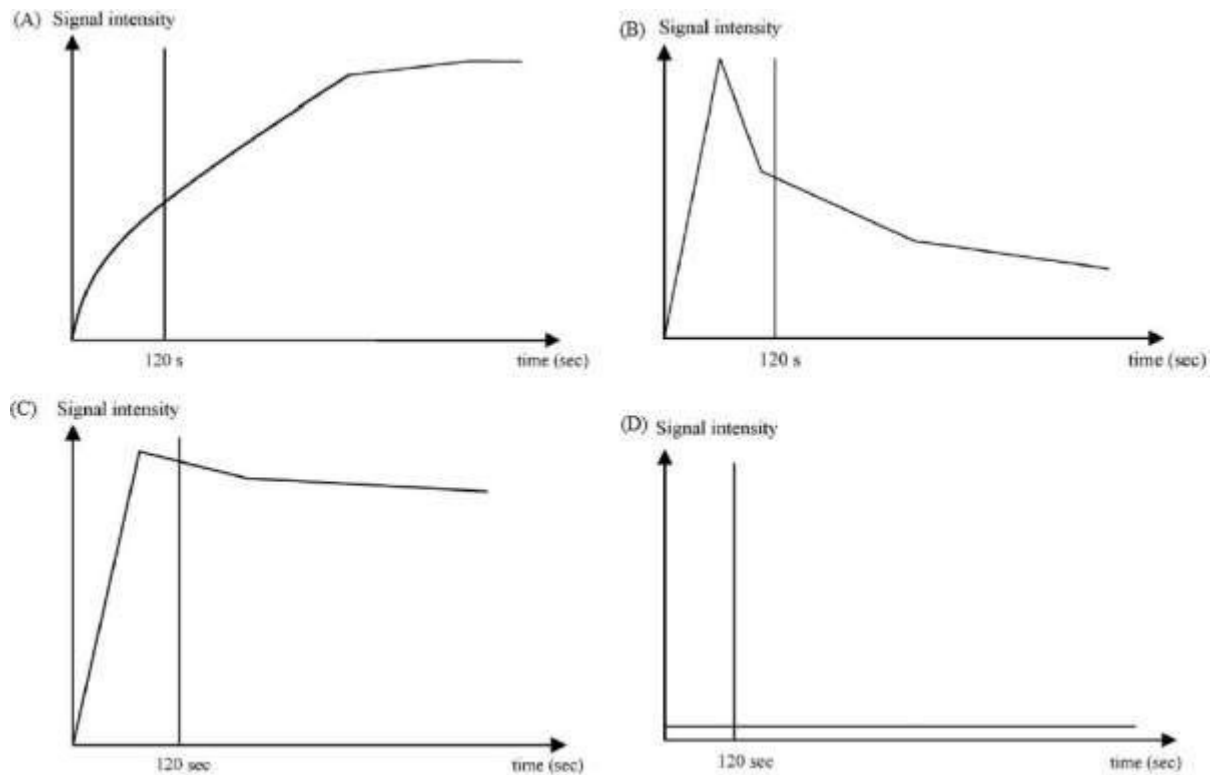 (A) Signal intensity
120 s
time (sec)
(B) Signal intensity
120 s
time (sec)
(C) Signal intensity
120 sec
time (sec)
(D) Signal intensity
120 sec
time (sec)